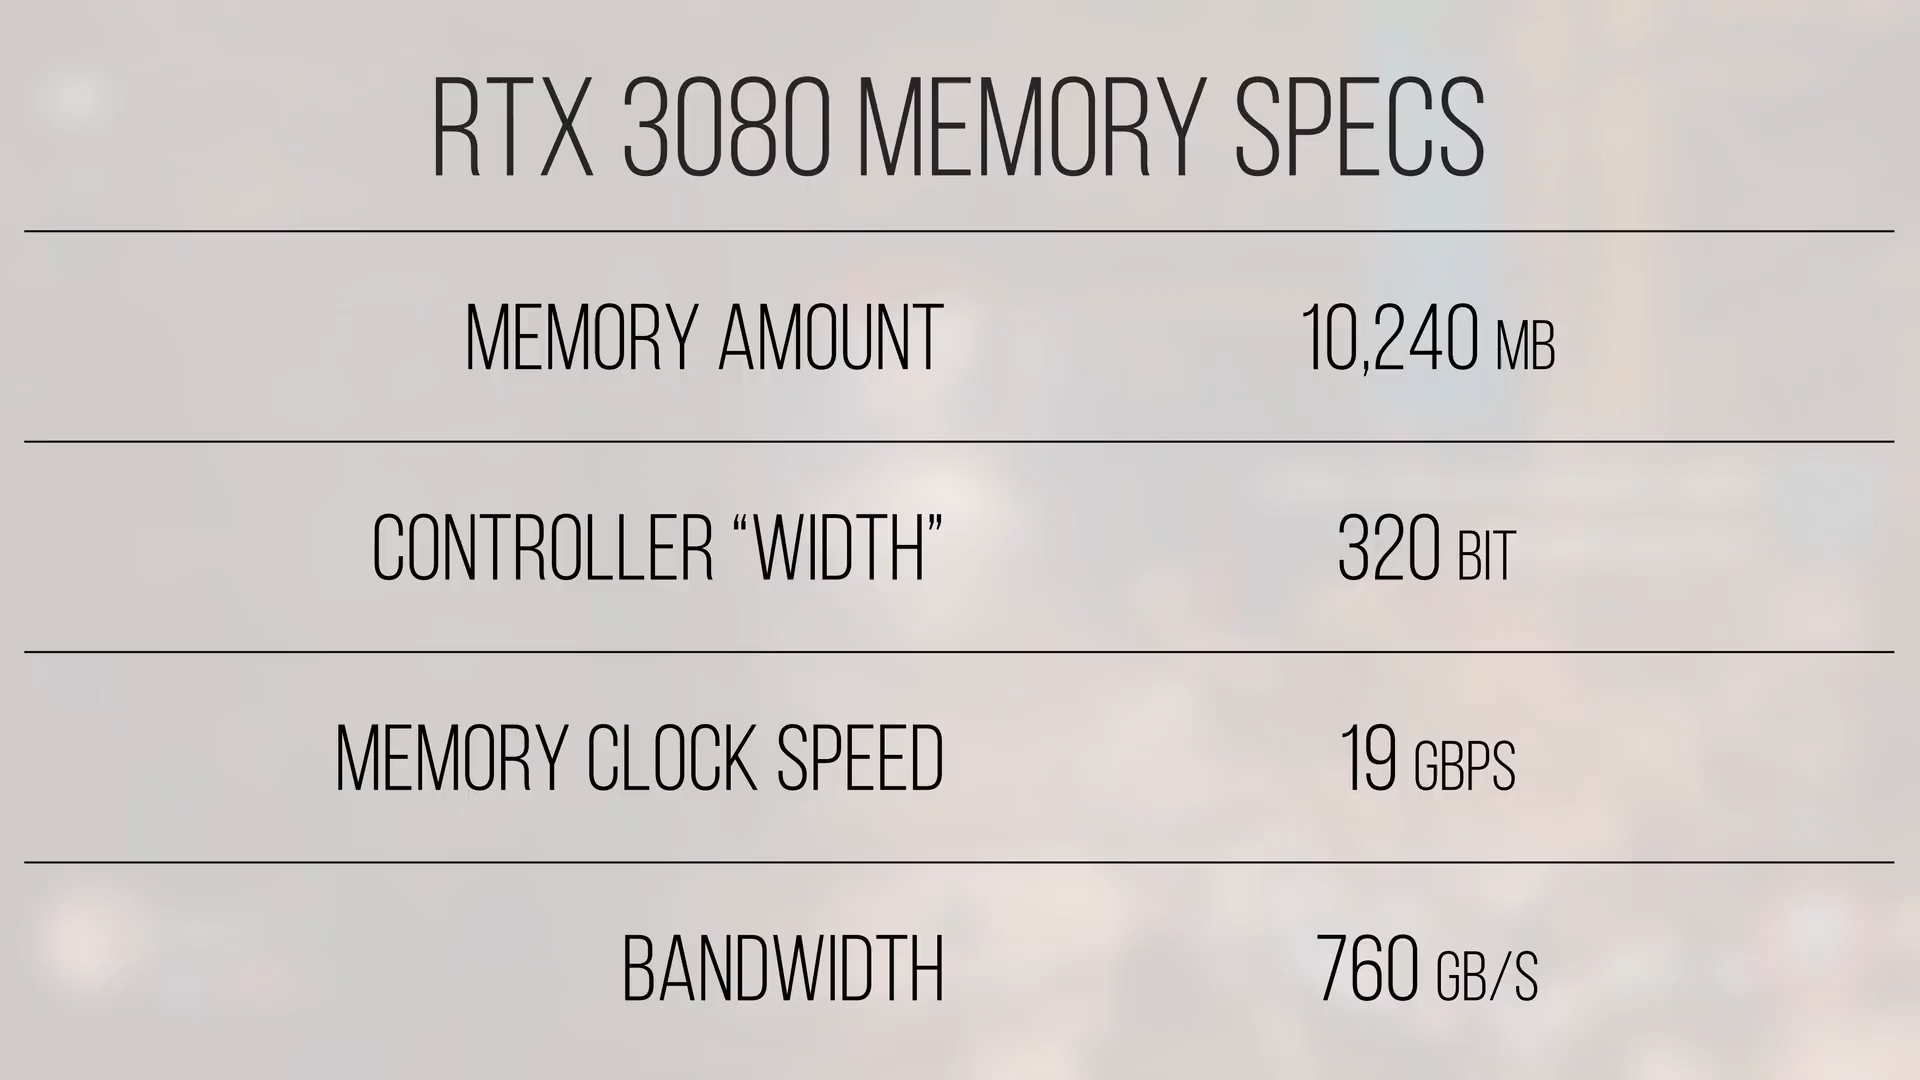 RTX 3080 MEMORY SPECS
MEMORY AMOUNT 10,240 MB
CONTROLLER “WIDTH” 320 BIT
MEMORY CLOCK SPEED 19 GBPS
BANDWIDTH 760 GB/S